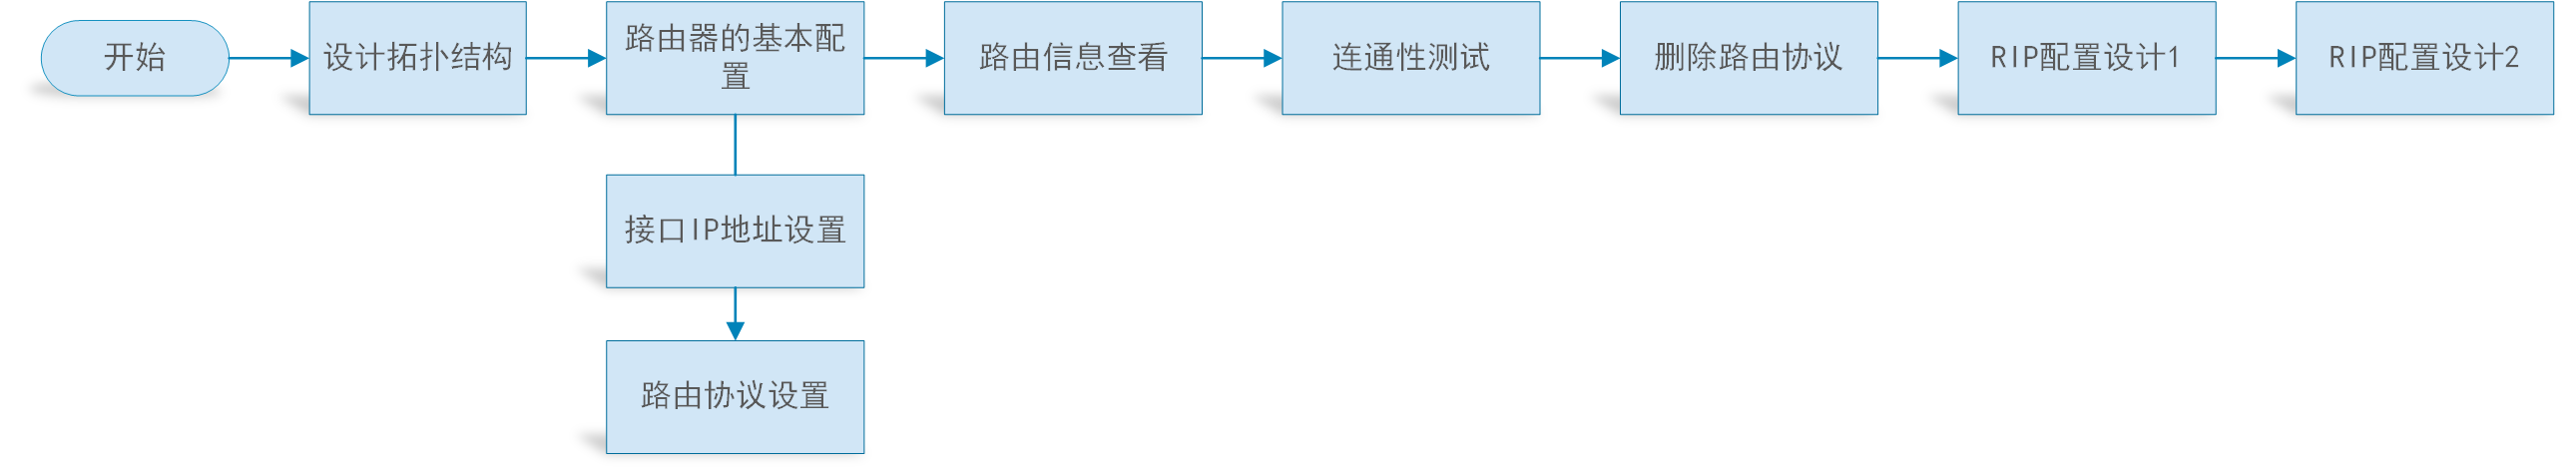 开始
设计拓扑结构
路由器的基本配
置
路由信息查看
连通性测试
删除路由协议
RIP配置设计1
RIP配置设计2
接口IP地址设置
路由协议设置